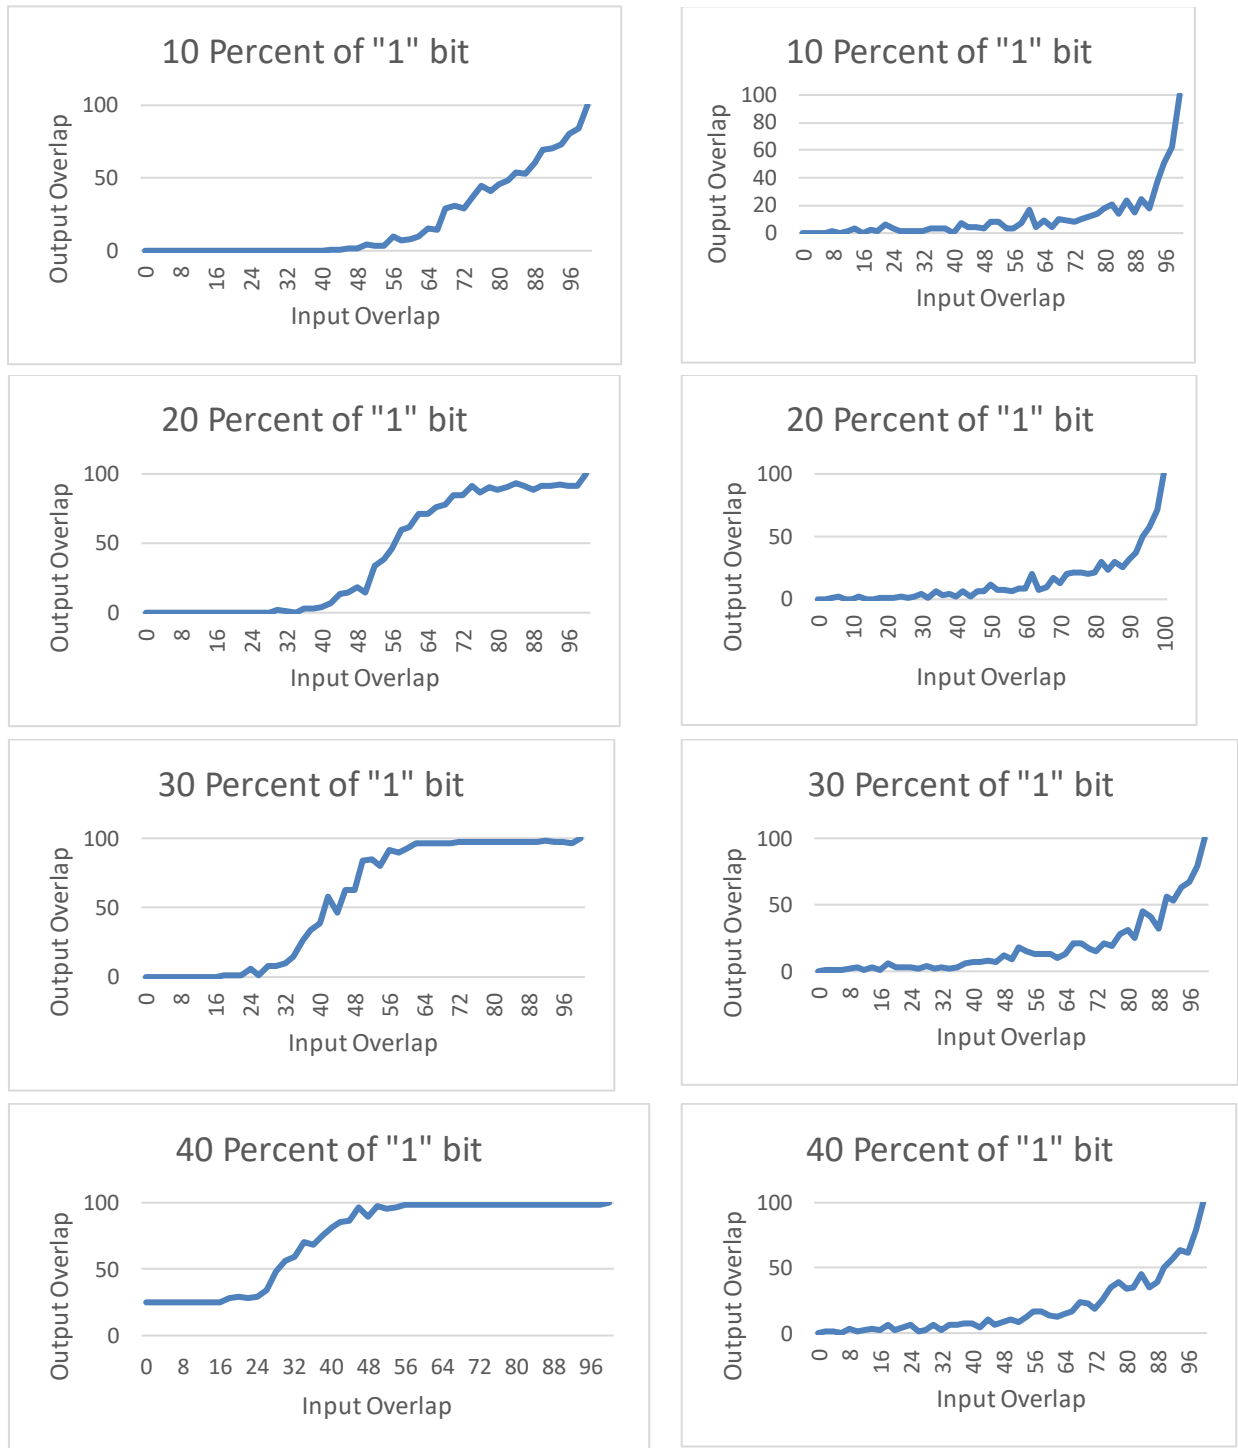 10 Percent of "1" bit
Output Overlap
100
50
0
0 8 16 24 32 40 48 56 64 72 80 88 96
Input Overlap
10 Percent of "1" bit
Ouput Overlap
100
80
60
40
20
0
0 8 16 24 32 40 48 56 64 72 80 88 96
Input Overlap
20 Percent of "1" bit
Output Overlap
100
50
0
0 8 16 24 32 40 48 56 64 72 80 88 96
Input Overlap
20 Percent of "1" bit
Output Overlap
100
50
0
0 10 20 30 40 50 60 70 80 90 100
Input Overlap
30 Percent of "1" bit
Output Overlap
100
50
0
0 8 16 24 32 40 48 56 64 72 80 88 96
Input Overlap
30 Percent of "1" bit
Output Overlap
100
50
0
0 8 16 24 32 40 48 56 64 72 80 88 96
Input Overlap
40 Percent of "1" bit
Output Overlap
100
50
0
0 8 16 24 32 40 48 56 64 72 80 88 96
Input Overlap
40 Percent of "1" bit
Output Overlap
100
50
0
0 8 16 24 32 40 48 56 64 72 80 88 96
Input Overlap